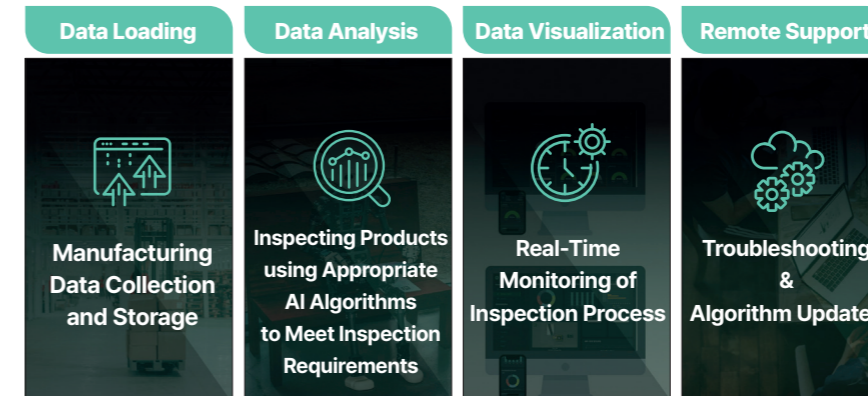 Data Loading
Manufacturing
Data Collection
and Storage
Data Analysis
Inspecting Products
using Appropriate
AI Algorithms
to Meet Inspection
Requirements
Data Visualization
Real-Time
Monitoring of
Inspection Process
Remote Support
Troubleshooting
&
Algorithm Update